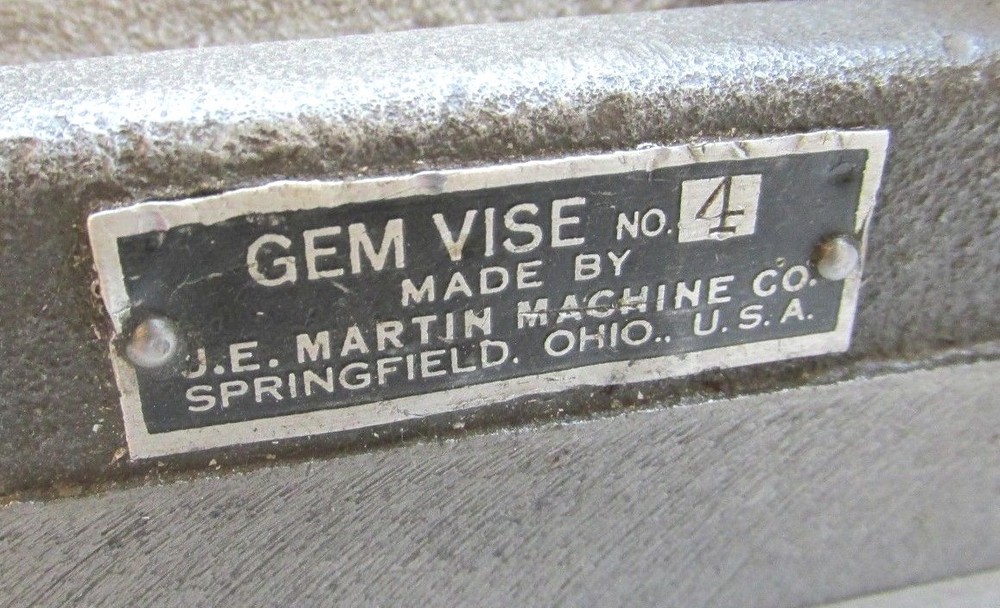 GEM VISE NO. 4
MADE BY
J.E. MARTIN MACHINE CO.
SPRINGFIELD. OHIO., U.S.A.